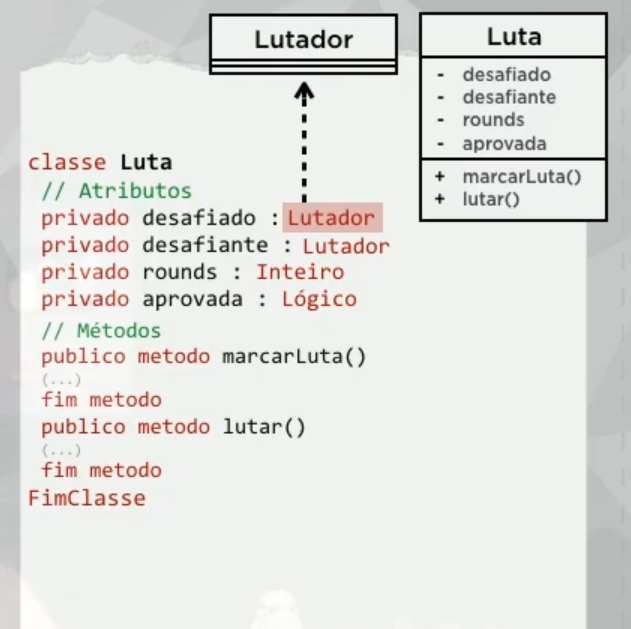 Lutador
Luta
- desafiado
- desafiante
- rounds
- aprovada
+ marcarLuta()
+ lutar()
classe Luta
// Atributos
privado desafiado : Lutador
privado desafiante : Lutador
privado rounds : Inteiro
privado aprovada : Lógico
// Métodos
publico metodo marcarLuta()
(...)
fim metodo
publico metodo lutar()
(...)
fim metodo
FimClasse